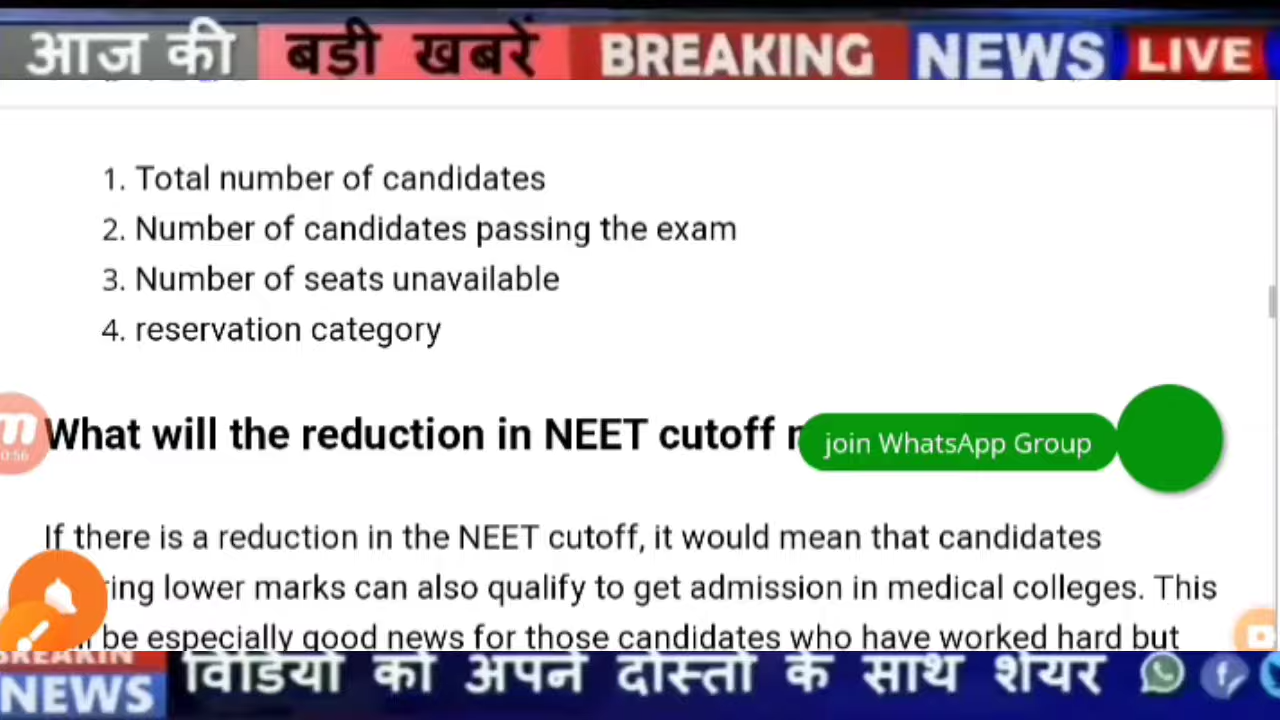 आज की बडी खबरें BREAKING NEWS LIVE
1. Total number of candidates
2. Number of candidates passing the exam
3. Number of seats unavailable
4. reservation category
What will the reduction in NEET cutoff
join WhatsApp Group
0:56
If there is a reduction in the NEET cutoff, it would mean that candidates
lower marks can also qualify to get admission in medical colleges. This
be especially good news for those candidates who have worked hard but
BREAKIN
NEWS
विडियो को अपने दोस्तो के साथ शेयर